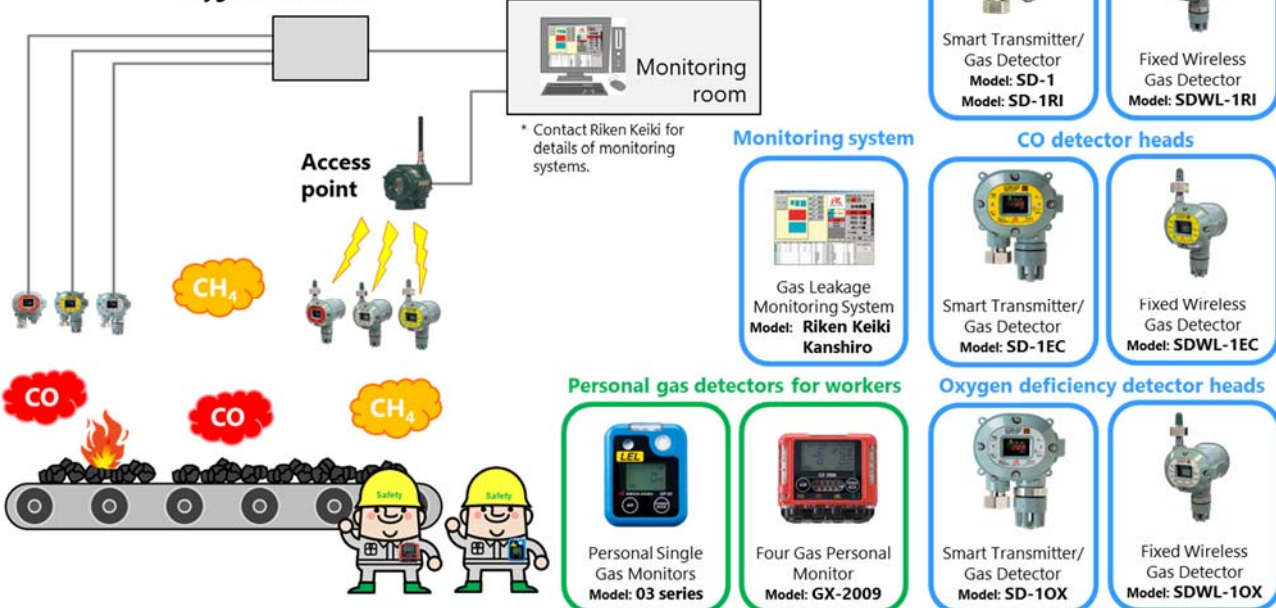 Monitoring
room
* Contact Riken Keiki for
details of monitoring
systems.
Access
point
CH₄
CO
CO
CH₄
Safety
Safety
Smart Transmitter/
Gas Detector
Model: SD-1
Model: SD-1RI
Fixed Wireless
Gas Detector
Model: SDWL-1RI
Monitoring system
Gas Leakage
Monitoring System
Model: Riken Keiki
Kanshiro
CO detector heads
Smart Transmitter/
Gas Detector
Model: SD-1EC
Fixed Wireless
Gas Detector
Model: SDWL-1EC
Personal gas detectors for workers
LEL
Personal Single
Gas Monitors
Model: 03 series
Four Gas Personal
Monitor
Model: GX-2009
Oxygen deficiency detector heads
Smart Transmitter/
Gas Detector
Model: SD-1OX
Fixed Wireless
Gas Detector
Model: SDWL-1OX